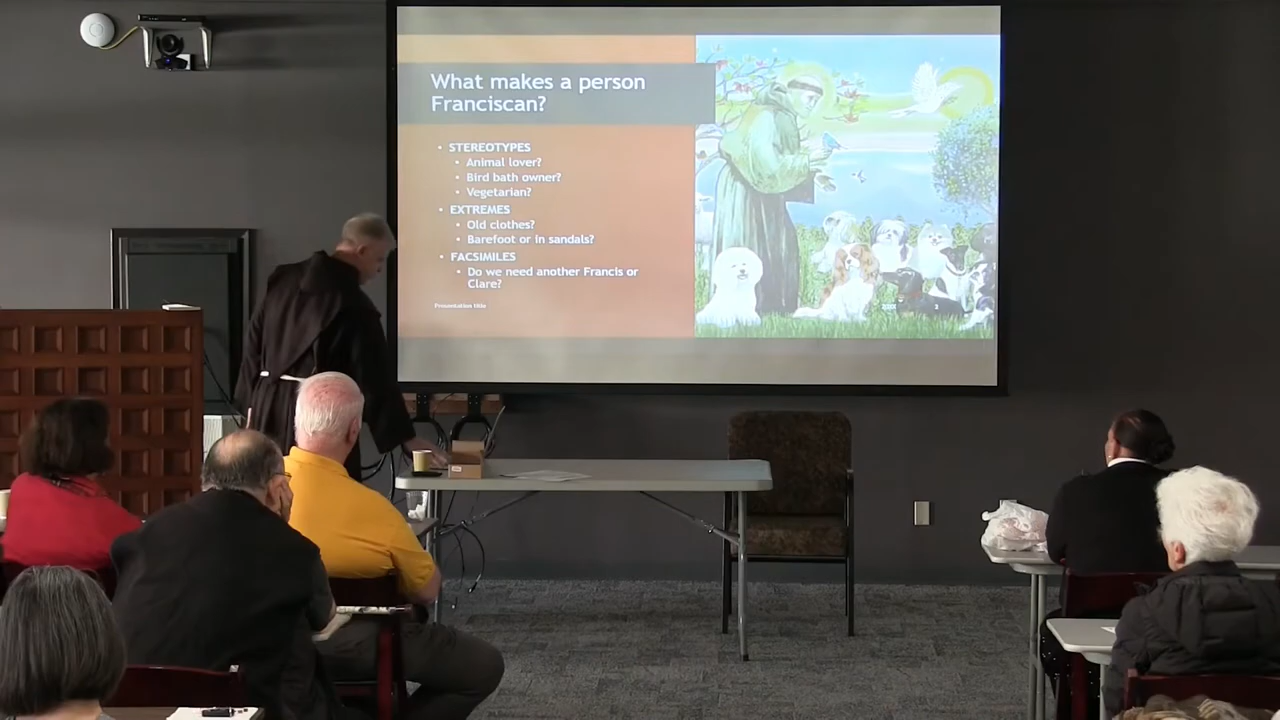 What makes a person
Franciscan?
• STEREOTYPES
• Animal lover?
• Bird bath owner?
• Vegetarian?
• EXTREMES
• Old clothes?
• Barefoot or in sandals?
• FACSIMILES
• Do we need another Francis or
Clare?
Presentation title